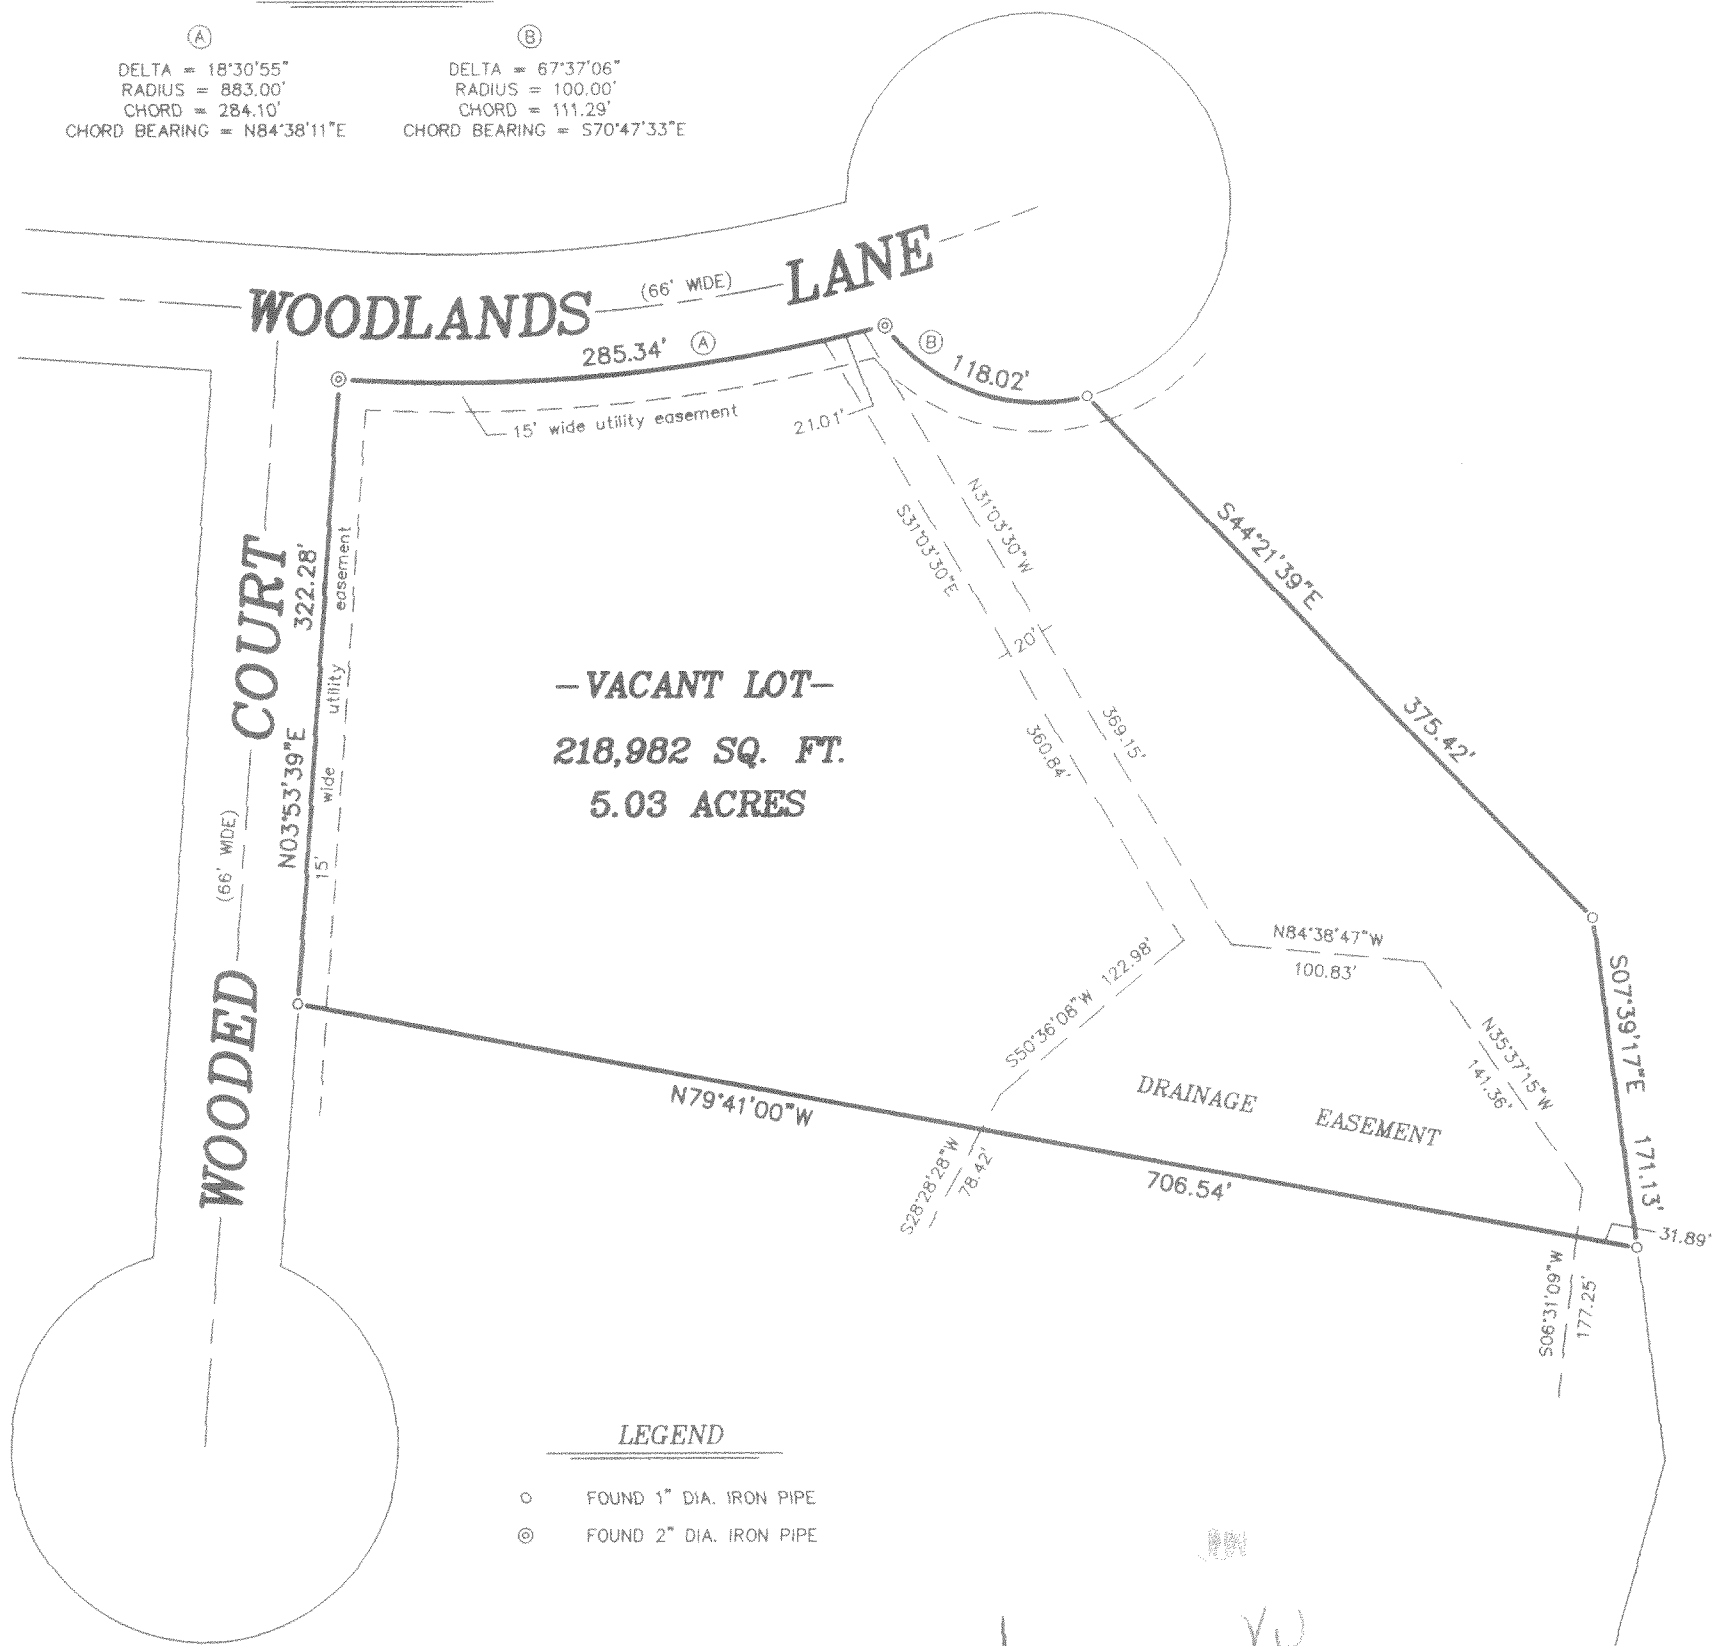 A
DELTA = 18°30'55"
RADIUS = 883.00'
CHORD = 284.10'
CHORD BEARING = N84°38'11"E
B
DELTA = 67°37'06"
RADIUS = 100.00'
CHORD = 111.29'
CHORD BEARING = S70°47'33"E
WOODLANDS LANE
(66' WIDE)
285.34' A
B
118.02'
15' wide utility easement
21.01'
WOODED COURT
(66' WIDE)
N03°53'39"E 322.28'
15' wide utility easement
S31°03'30"E
N31°03'30"W
20'
360.84'
369.15'
S44°21'39"E
375.42'
-VACANT LOT-
218,982 SQ. FT.
5.03 ACRES
N84°38'47"W
100.83'
S50°36'08"W 122.98'
N35°37'15"W
141.36'
S07°39'17"E 171.13'
DRAINAGE EASEMENT
N79°41'00"W
706.54'
S28°28'28"W
78.42'
31.89'
S06°31'09"W
177.25'
LEGEND
FOUND 1" DIA. IRON PIPE
FOUND 2" DIA. IRON PIPE